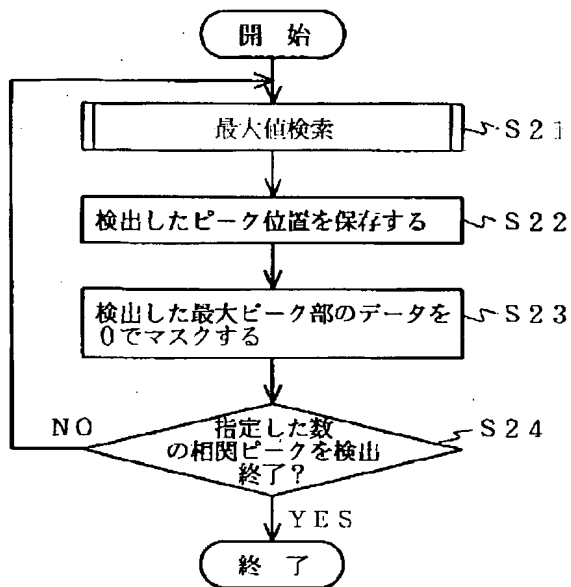 開 始
最大値検索
S21
検出したピーク位置を保存する
S22
検出した最大ピーク部のデータを
0でマスクする
S23
指定した数
の相関ピークを検出
終了?
S24
NO
YES
終 了